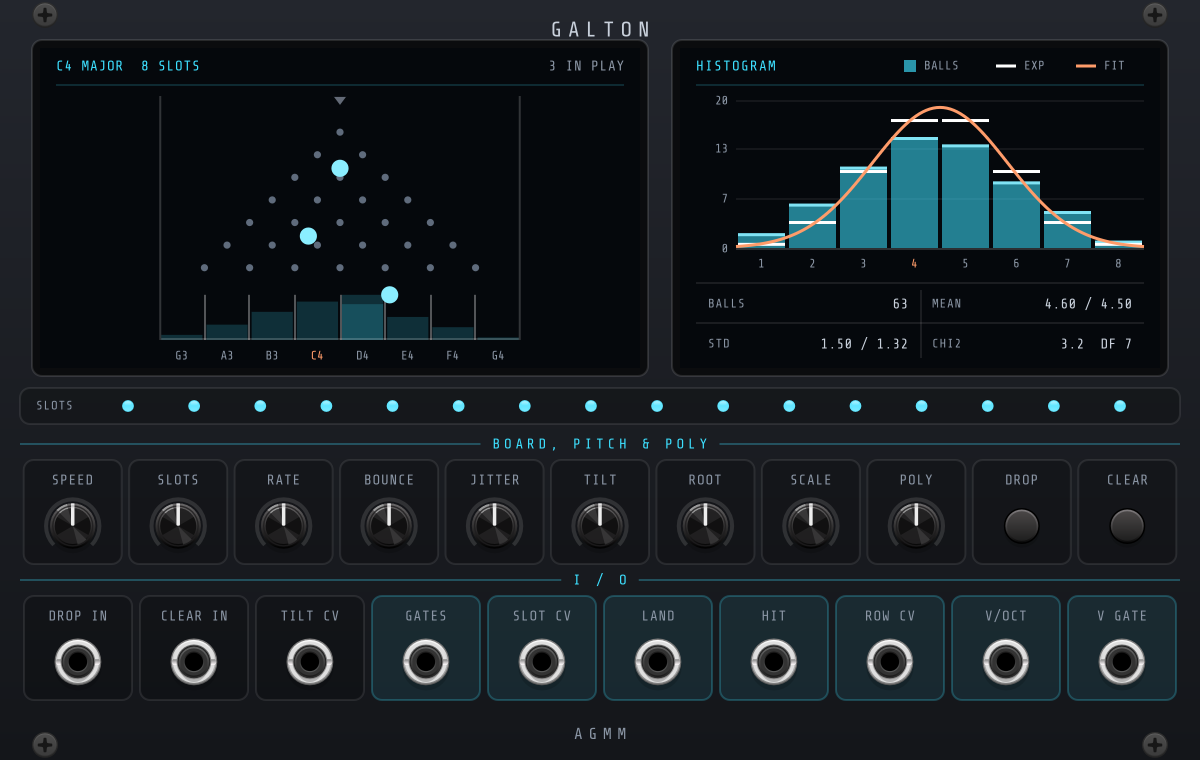 GALTON
C4 MAJOR 8 SLOTS
3 IN PLAY
G3 A3 B3 C4 D4 E4 F4 G4
HISTOGRAM
BALLS EXP FIT
20
13
7
0
1 2 3 4 5 6 7 8
BALLS 63
MEAN 4.60 / 4.50
STD 1.50 / 1.32
CHI2 3.2 DF 7
SLOTS
BOARD, PITCH & POLY
SPEED SLOTS RATE BOUNCE JITTER TILT ROOT SCALE POLY DROP CLEAR
I / O
DROP IN CLEAR IN TILT CV GATES SLOT CV LAND HIT ROW CV V/OCT V GATE
AGMM